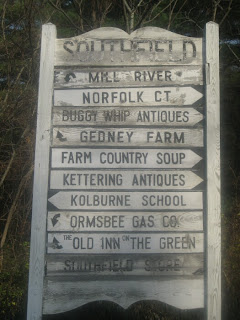 SOUTHFIELD
MILL RIVER
NORFOLK CT.
BUGGY WHIP ANTIQUES
GEDNEY FARM
FARM COUNTRY SOUP
KETTERING ANTIQUES
KOLBURNE SCHOOL
ORMSBEE GAS CO.
THE OLD INN ON THE GREEN
SOUTHFIELD STORE